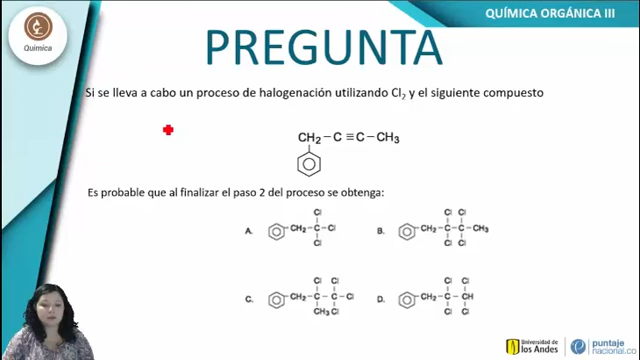 QUÍMICA ORGÁNICA III
Química
PREGUNTA
Si se lleva a cabo un proceso de halogenación utilizando Cl₂ y el siguiente compuesto
CH₂−C≡C−CH₃
Es probable que al finalizar el paso 2 del proceso se obtenga:
A.
Cl
CH₂−C−Cl
Cl
B.
Cl Cl
CH₂−C−C−CH₃
Cl Cl
C.
Cl Cl
CH₂−C−C−Cl
CH₃ Cl
D.
Cl Cl
CH₂−C−CH
Cl Cl
Universidad de
los Andes
puntaje
nacional.co